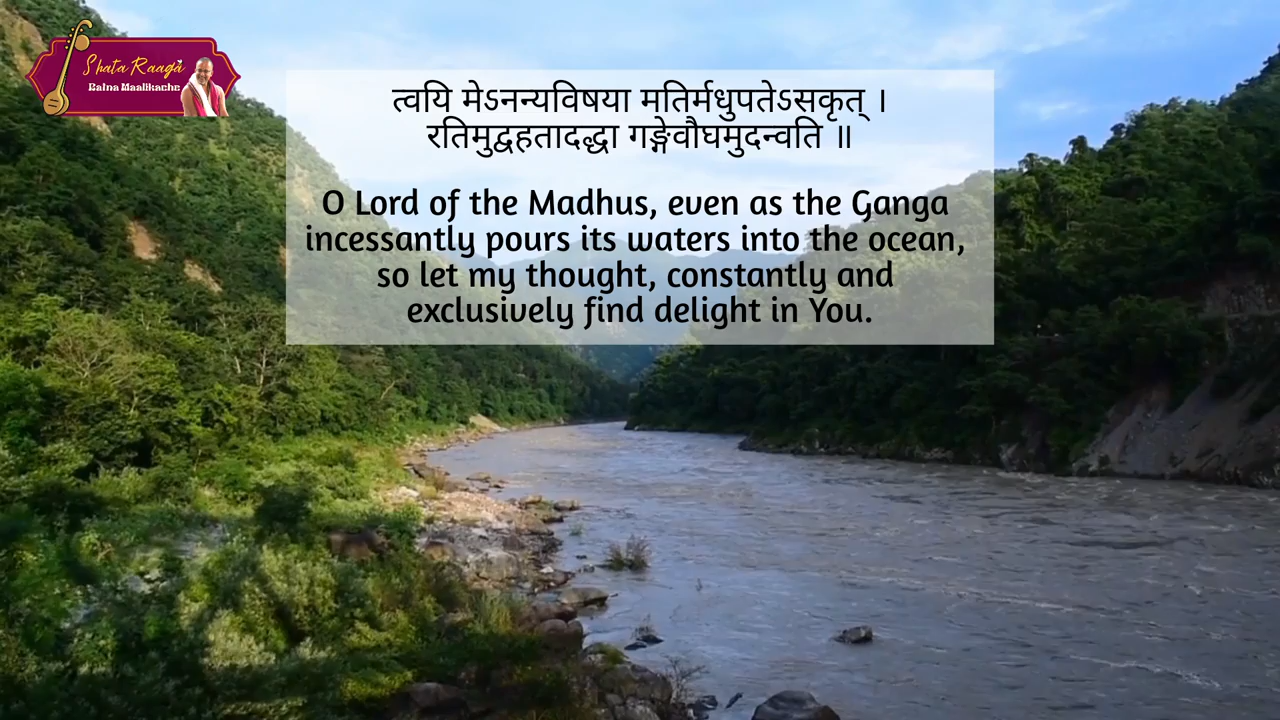 Shata Raaga
Ratna Maalikache
त्वयि मेऽनन्यविषया मतिर्मधुपतेऽसकृत् ।
रतिमुद्वहतादद्धा गङ्गेवौघमुदन्वति ॥
O Lord of the Madhus, even as the Ganga
incessantly pours its waters into the ocean,
so let my thought, constantly and
exclusively find delight in You.